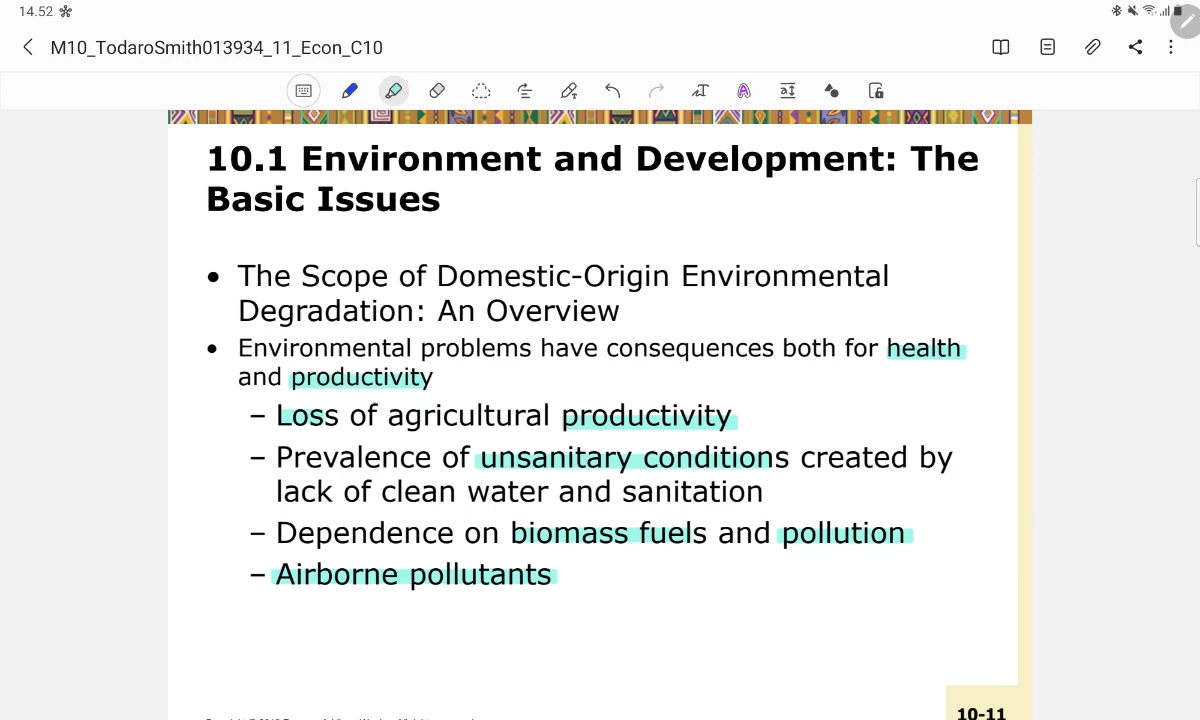 14.52
M10_TodaroSmith013934_11_Econ_C10
10.1 Environment and Development: The
Basic Issues
• The Scope of Domestic-Origin Environmental
Degradation: An Overview
• Environmental problems have consequences both for health
and productivity
– Loss of agricultural productivity
– Prevalence of unsanitary conditions created by
lack of clean water and sanitation
– Dependence on biomass fuels and pollution
– Airborne pollutants
10-11